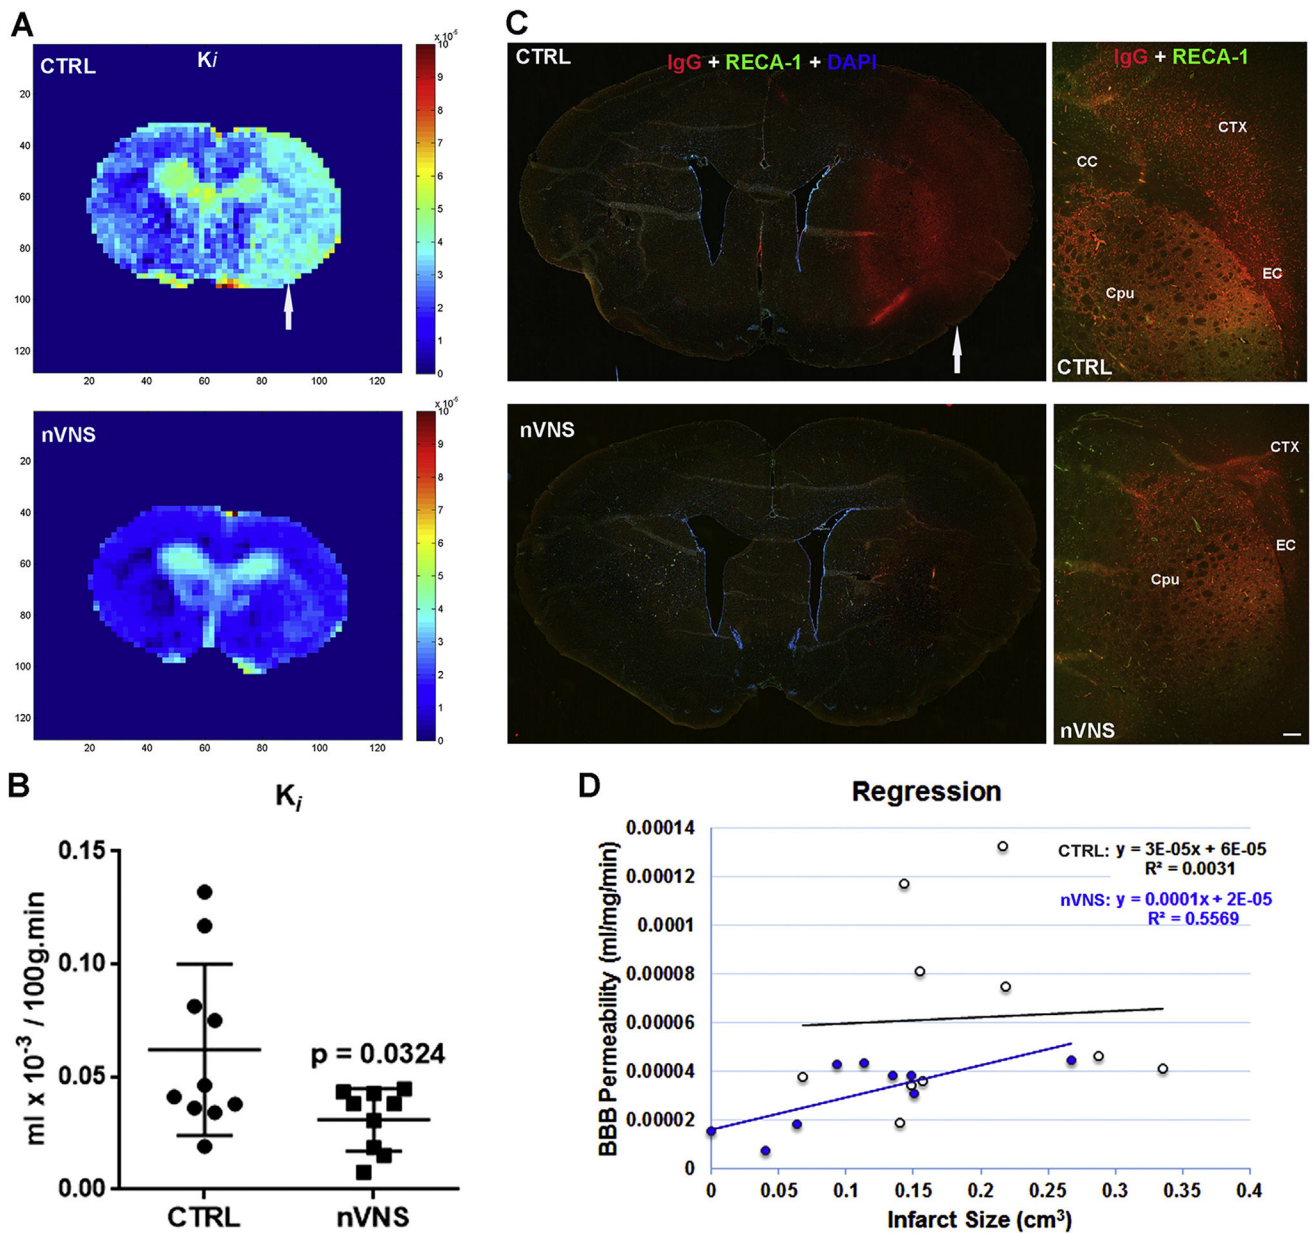 A
CTRL
Ki
x 10⁻⁵
10
9
8
7
6
5
4
3
2
1
0
20
40
60
80
100
120
20 40 60 80 100 120
nVNS
x 10⁻⁵
10
9
8
7
6
5
4
3
2
1
0
20
40
60
80
100
120
20 40 60 80 100 120
C
CTRL
IgG + RECA-1 + DAPI
IgG + RECA-1
CTX
CC
EC
Cpu
CTRL
nVNS
CTX
EC
Cpu
nVNS
B
Ki
ml x 10⁻³ / 100g.min
0.15
0.10
0.05
0.00
p = 0.0324
CTRL nVNS
D
Regression
BBB Permeability (ml/mg/min)
0.00014
0.00012
0.0001
0.00008
0.00006
0.00004
0.00002
0
CTRL: y = 3E-05x + 6E-05
R² = 0.0031
nVNS: y = 0.0001x + 2E-05
R² = 0.5569
0 0.05 0.1 0.15 0.2 0.25 0.3 0.35 0.4
Infarct Size (cm³)